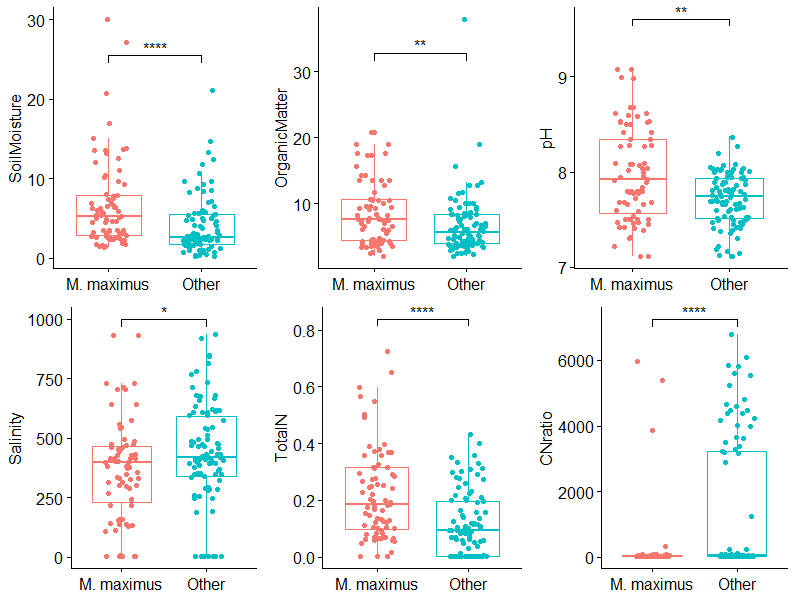 SoilMoisture
30
20
10
0
****
M. maximus
Other
OrganicMatter
30
20
10
**
M. maximus
Other
pH
9
8
7
**
M. maximus
Other
Salinity
1000
750
500
250
0
*
M. maximus
Other
TotalN
0.8
0.6
0.4
0.2
0.0
****
M. maximus
Other
CNratio
6000
4000
2000
0
****
M. maximus
Other